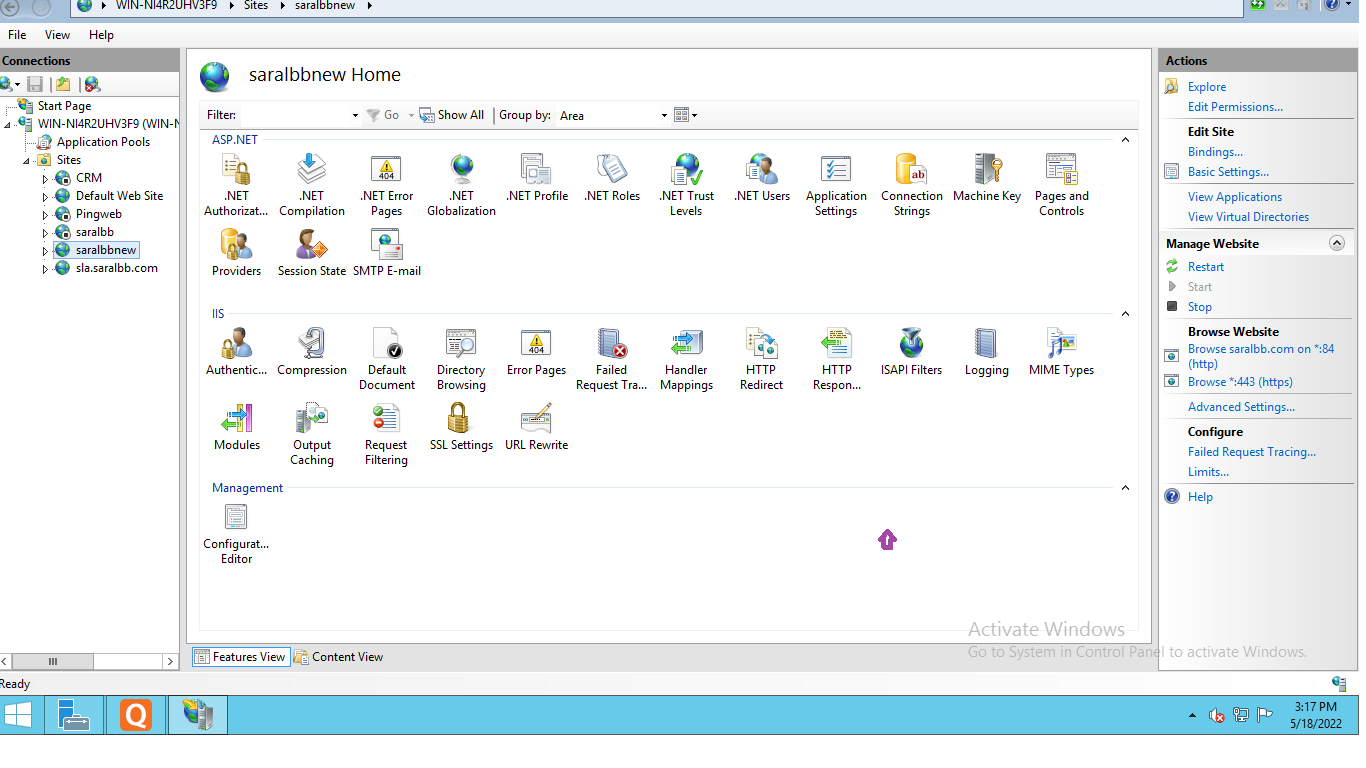 WIN-NI4R2UHV3F9 Sites saralbbnew
File View Help
Connections
Start Page
WIN-NI4R2UHV3F9 (WIN-N
Application Pools
Sites
CRM
Default Web Site
Pingweb
saralbb
saralbbnew
sla.saralbb.com
saralbbnew Home
Filter: Go Show All Group by: Area
ASP.NET
.NET Authorizat...
.NET Compilation
.NET Error Pages
.NET Globalization
.NET Profile
.NET Roles
.NET Trust Levels
.NET Users
Application Settings
Connection Strings
Machine Key
Pages and Controls
Providers
Session State
SMTP E-mail
IIS
Authentic...
Compression
Default Document
Directory Browsing
Error Pages
Failed Request Tra...
Handler Mappings
HTTP Redirect
HTTP Respon...
ISAPI Filters
Logging
MIME Types
Modules
Output Caching
Request Filtering
SSL Settings
URL Rewrite
Management
Configurat... Editor
Features View Content View
Actions
Explore
Edit Permissions...
Edit Site
Bindings...
Basic Settings...
View Applications
View Virtual Directories
Manage Website
Restart
Start
Stop
Browse Website
Browse saralbb.com on *:84
(http)
Browse *:443 (https)
Advanced Settings...
Configure
Failed Request Tracing...
Limits...
Help
Activate Windows
Go to System in Control Panel to activate Windows.
Ready
3:17 PM
5/18/2022